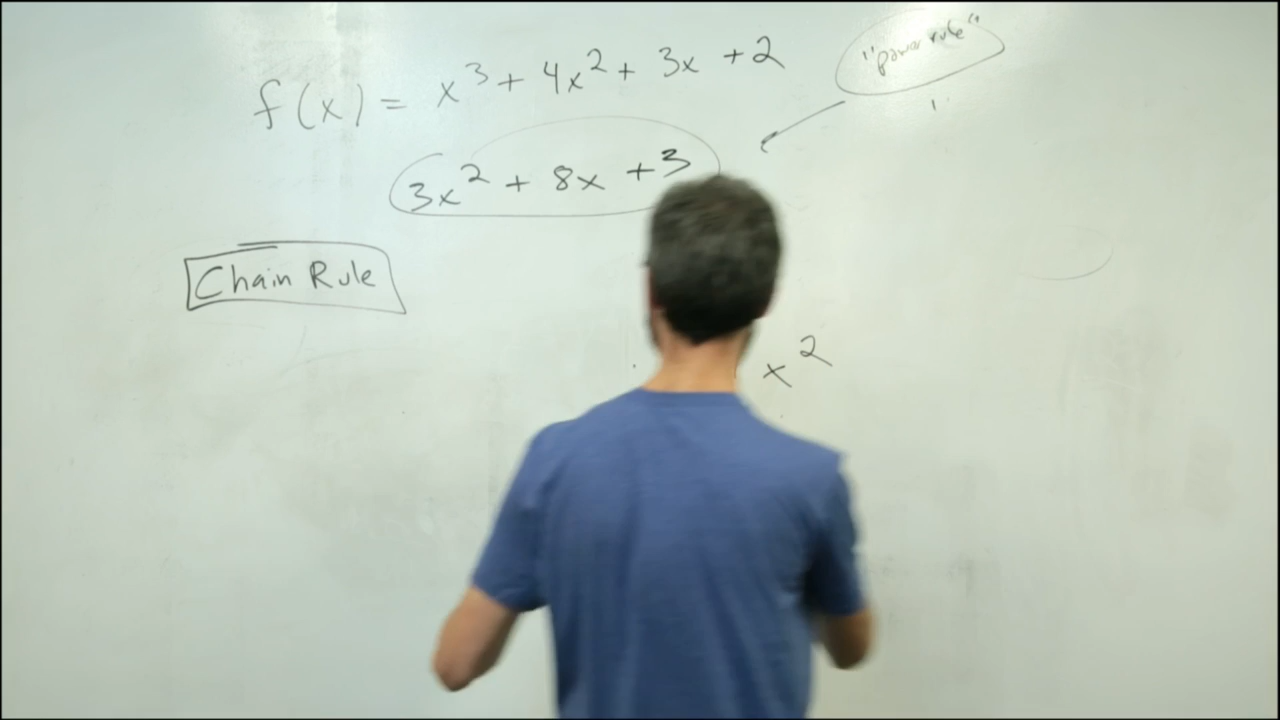 f(x) = x³ + 4x² + 3x + 2
"power rule"
3x² + 8x + 3
Chain Rule
x²